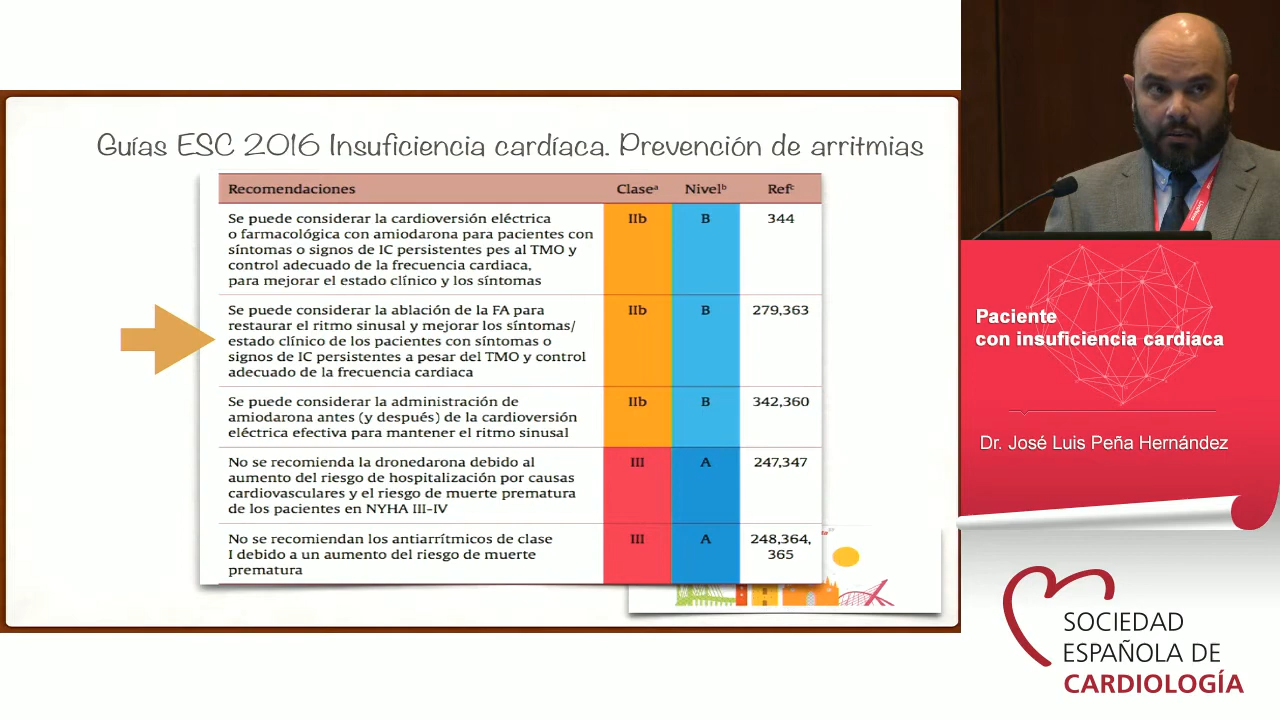 Guías ESC 2016 Insuficiencia cardíaca. Prevención de arritmias
Recomendaciones Claseᵃ Nivelᵇ Refᶜ
Se puede considerar la cardioversión eléctrica IIb B 344
o farmacológica con amiodarona para pacientes con
síntomas o signos de IC persistentes pes al TMO y
control adecuado de la frecuencia cardiaca,
para mejorar el estado clínico y los síntomas
Se puede considerar la ablación de la FA para IIb B 279,363
restaurar el ritmo sinusal y mejorar los síntomas/
estado clínico de los pacientes con síntomas o
signos de IC persistentes a pesar del TMO y control
adecuado de la frecuencia cardiaca
Se puede considerar la administración de IIb B 342,360
amiodarona antes (y después) de la cardioversión
eléctrica efectiva para mantener el ritmo sinusal
No se recomienda la dronedarona debido al III A 247,347
aumento del riesgo de hospitalización por causas
cardiovasculares y el riesgo de muerte prematura
de los pacientes en NYHA III-IV
No se recomiendan los antiarrítmicos de clase III A 248,364,
I debido a un aumento del riesgo de muerte 365
prematura
Paciente
con insuficiencia cardiaca
Dr. José Luis Peña Hernández
SOCIEDAD
ESPAÑOLA DE
CARDIOLOGÍA